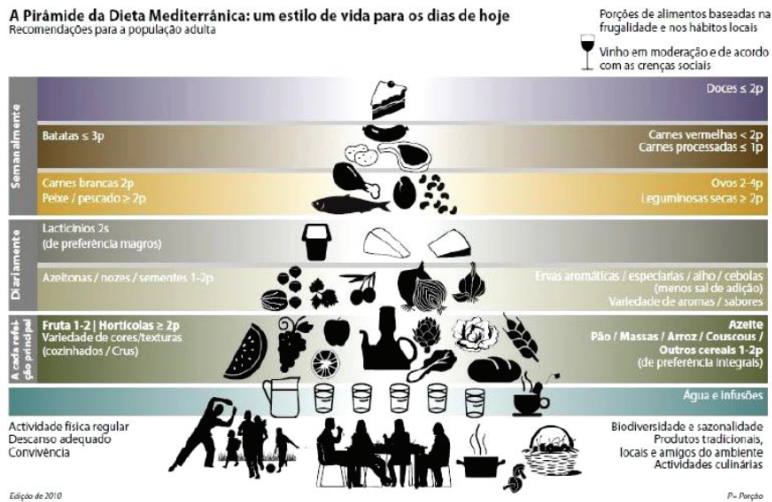 A Pirâmide da Dieta Mediterrânica: um estilo de vida para os dias de hoje
Recomendações para a população adulta
Porções de alimentos baseadas na
frugalidade e nos hábitos locais
Vinho em moderação e de acordo
com as crenças sociais
Semanalmente
Doces ≤ 2p
Batatas ≤ 3p
Carnes vermelhas < 2p
Carnes processadas ≤ 1p
Carnes brancas 2p
Peixe / pescado ≥ 2p
Ovos 2-4p
Leguminosas secas ≥ 2p
Diariamente
Lacticínios 2s
(de preferência magros)
Azeitonas / nozes / sementes 1-2p
Ervas aromáticas / especiarias / alho / cebolas
(menos sal de adição)
Variedade de aromas / sabores
A cada refei-
ção principal
Fruta 1-2 | Hortícolas ≥ 2p
Variedade de cores/texturas
(cozinhados / Crus)
Azeite
Pão / Massas / Arroz / Couscous /
Outros cereais 1-2p
(de preferência integrais)
Água e Infusões
Actividade física regular
Descanso adequado
Convivência
Biodiversidade e sazonalidade
Produtos tradicionais,
locais e amigos do ambiente
Actividades culinárias
Edição de 2010
P= Porção